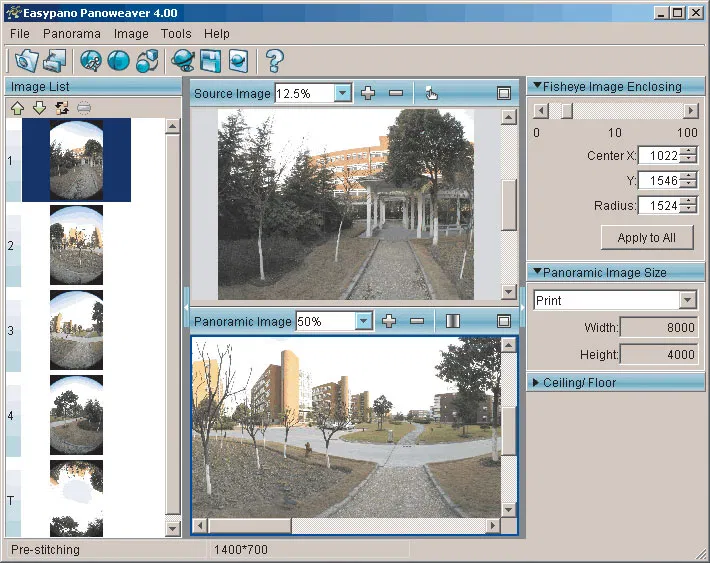 Easypano Panoweaver 4.00
File Panorama Image Tools Help
Image List
1
2
3
4
T
Source Image 12.5%
Panoramic Image 50%
Fisheye Image Enclosing
0 10 100
Center X: 1022
Y: 1546
Radius: 1524
Apply to All
Panoramic Image Size
Print
Width: 8000
Height: 4000
Ceiling/ Floor
Pre-stitching 1400*700